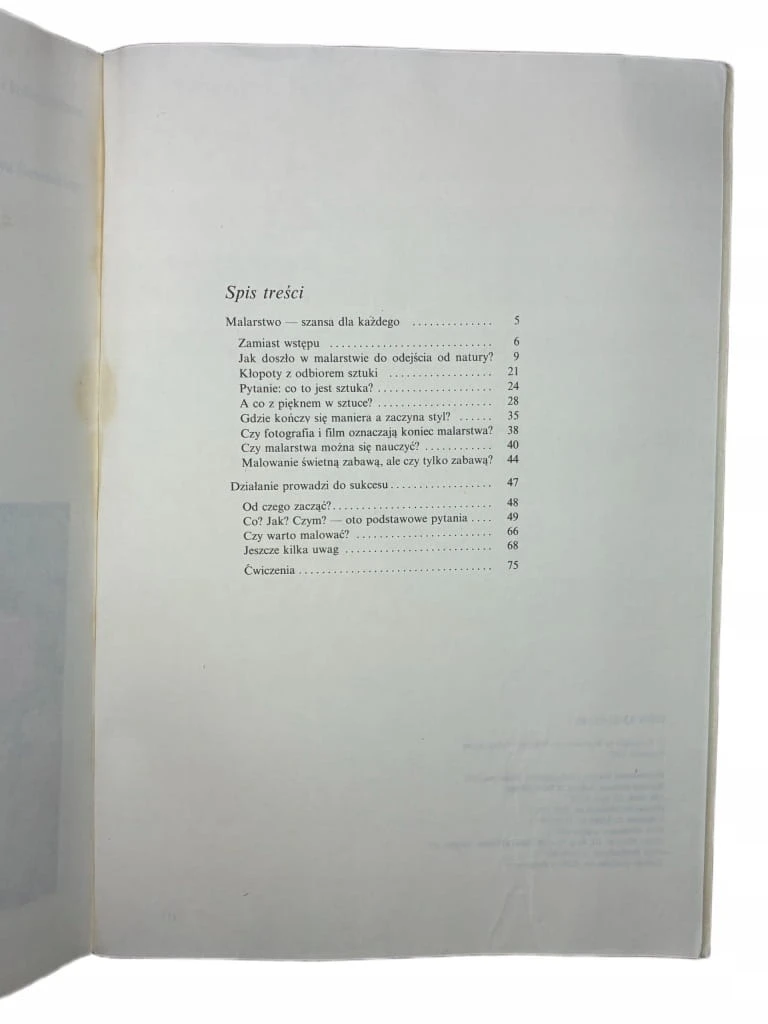 Spis treści
Malarstwo — szansa dla każdego .............. 5
Zamiast wstępu ............................ 6
Jak doszło w malarstwie do odejścia od natury? 9
Kłopoty z odbiorem sztuki .................. 21
Pytanie: co to jest sztuka? .................... 24
A co z pięknem w sztuce? .................... 28
Gdzie kończy się maniera a zaczyna styl? ...... 35
Czy fotografia i film oznaczają koniec malarstwa? 38
Czy malarstwa można się nauczyć? ............ 40
Malowanie świetną zabawą, ale czy tylko zabawą? 44
Działanie prowadzi do sukcesu .................. 47
Od czego zacząć? ............................ 48
Co? Jak? Czym? — oto podstawowe pytania .... 49
Czy warto malować? ........................ 66
Jeszcze kilka uwag .......................... 68
Ćwiczenia .................................. 75